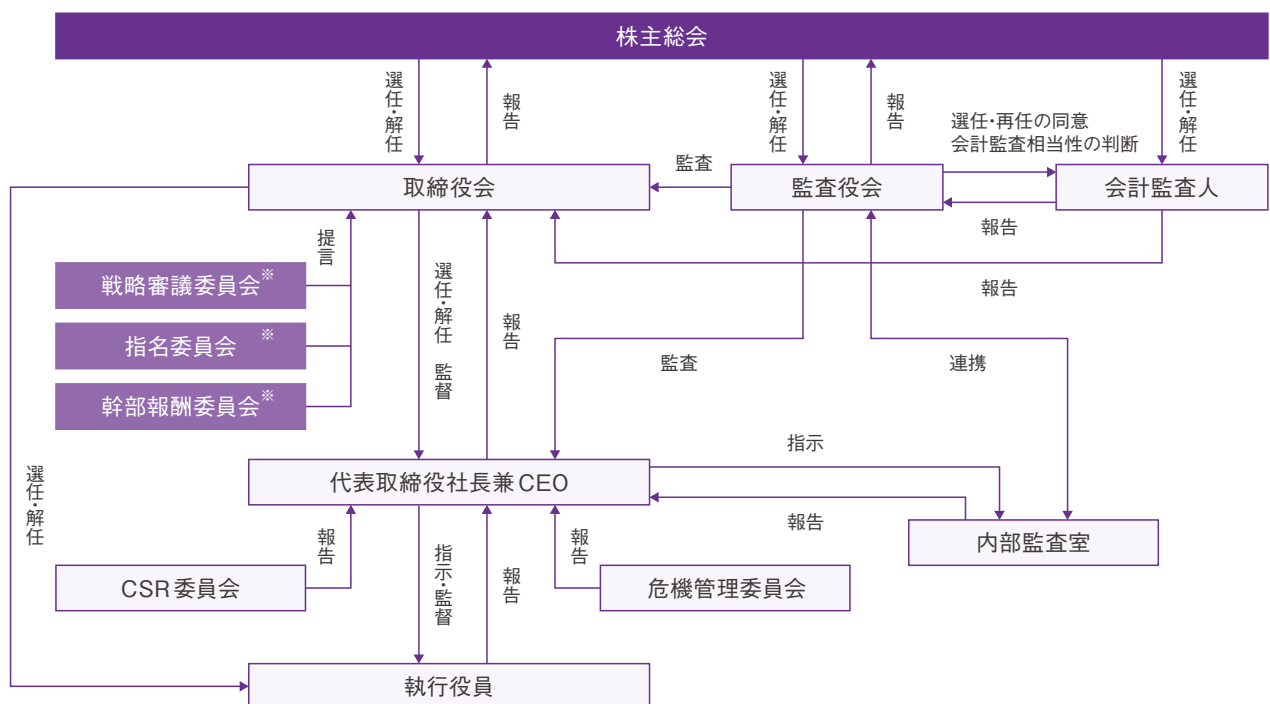 株主総会
選任・解任
報告
選任・解任
報告
選任・再任の同意
会計監査相当性の判断
選任・解任
取締役会
監査
監査役会
会計監査人
報告
提言
戦略審議委員会※
選任・解任 監督
報告
報告
指名委員会※
監査
連携
幹部報酬委員会※
指示
選任・解任
代表取締役社長兼CEO
報告
内部監査室
報告
指示・監督
報告
報告
CSR委員会
危機管理委員会
執行役員